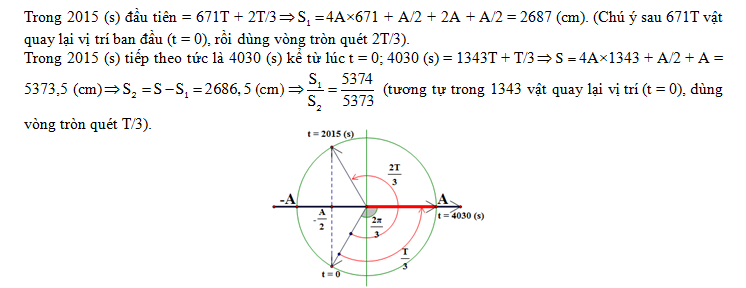 Trong 2015 (s) đầu tiên = 671T + 2T/3 ⇒ S₁ = 4A×671 + A/2 + 2A + A/2 = 2687 (cm). (Chú ý sau 671T vật
quay lại vị trí ban đầu (t = 0), rồi dùng vòng tròn quét 2T/3).
Trong 2015 (s) tiếp theo tức là 4030 (s) kể từ lúc t = 0; 4030 (s) = 1343T + T/3 ⇒ S = 4A×1343 + A/2 + A =
5373,5 (cm) ⇒ S₂ = S − S₁ = 2686,5 (cm) ⇒ S₁/S₂ = 5374/5373 (tương tự trong 1343 vật quay lại vị trí (t = 0), dùng
vòng tròn quét T/3).
t = 2015 (s)
2T/3
-A
A
-A/2
2π/3
t = 4030 (s)
T/3
t = 0